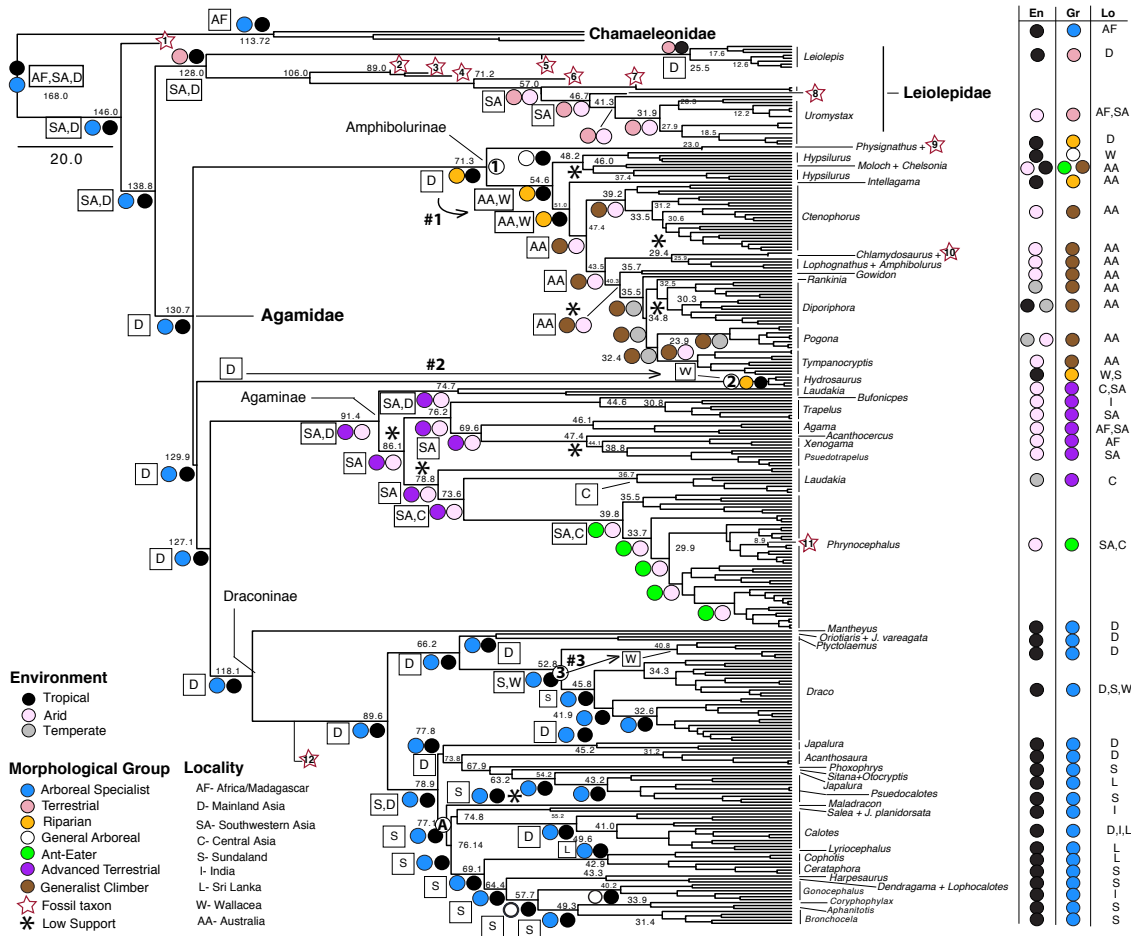 En Gr Lo
AF
Chamaeleonidae
AF
113.72
1
17.6
Leiolepis
D
12.6
D
25.5
128.0
2
89.0
3
4
5
6
7
106.0
71.2
57.0
AF,SA,D
SA,D
168.0
SA
46.7
8
Leiolepidae
41.3
26.3
146.0
SA
12.2
Uromystax
AF,SA
31.9
SA,D
27.9
18.5
20.0
Amphibolurinae
23.0
Physignathus + 9
D
48.2
Hypsilurus
W
71.3
1
46.0
Moloch + Chelsonia
AA
138.8
D
54.6
37.4
Hypsilurus
SA,D
Intellagama
AA
AA,W
39.2
#1
51.0
31.2
AA,W
33.5
30.6
Ctenophorus
AA
47.4
AA
29.4
Chlamydosaurus + 10
AA
25.9
43.5
Lophognathus + Amphibolurus
AA
35.7
Gowidon
AA
AA
40.3
Rankinia
AA
35.5
32.5
30.3
Diporiphora
AA
130.7
Agamidae
34.8
D
AA
23.9
Pogona
AA
32.4
Tympanocryptis
AA
D
#2
W
2
Hydrosaurus
W,S
74.7
Laudakia
C,SA
Agaminae
SA,D
Bufonicpes
I
76.2
44.6
30.8
Trapelus
SA
91.4
46.1
Agama
AF,SA
SA,D
69.6
Acanthocercus
SA
47.4
Xenogama
AF
86.1
44.1
38.8
129.9
SA
Psuedotrapelus
SA
D
36.7
78.8
Laudakia
C
SA
73.6
C
35.5
SA,C
39.8
SA,C
33.7
127.1
8.9
11
Phrynocephalus
SA,C
D
29.9
Draconinae
Mantheyus
D
66.2
Oriotiaris + J. vareagata
D
D
40.8
Ptyctolaemus
D
D
#3
W
118.1
52.8
3
34.3
D
S,W
45.8
Draco
D,S,W
Environment
S
Tropical
41.9
32.6
Arid
89.6
D
D
77.8
Temperate
45.2
Japalura
D
12
73.8
31.2
Acanthosaura
D
D
67.9
Phoxophrys
S
Morphological Group Locality
54.2
Sitana+Otocryptis
L
Arboreal Specialist
AF- Africa/Madagascar
78.9
63.2
43.2
Japalura
Terrestrial
D- Mainland Asia
S,D
S
Psuedocalotes
S
Riparian
SA- Southwestern Asia
Maladracon
I
General Arboreal
C- Central Asia
77.1
A
74.8
55.2
Salea + J. planidorsata
Ant-Eater
S- Sundaland
S
D
41.0
Calotes
D,I,L
Advanced Terrestrial
I- India
76.14
49.6
L
Lyriocephalus
L
Generalist Climber
L- Sri Lanka
S
42.9
Cophotis
L
Fossil taxon
W- Wallacea
69.1
43.3
Cerataphora
S
Low Support
AA- Australia
S
64.4
Harpesaurus
S
57.7
40.2
Dendragama + Lophocalotes
Gonocephalus
I
S
33.9
Coryphophylax
49.3
Aphanitotis
S
S
S
31.4
Bronchocela
S